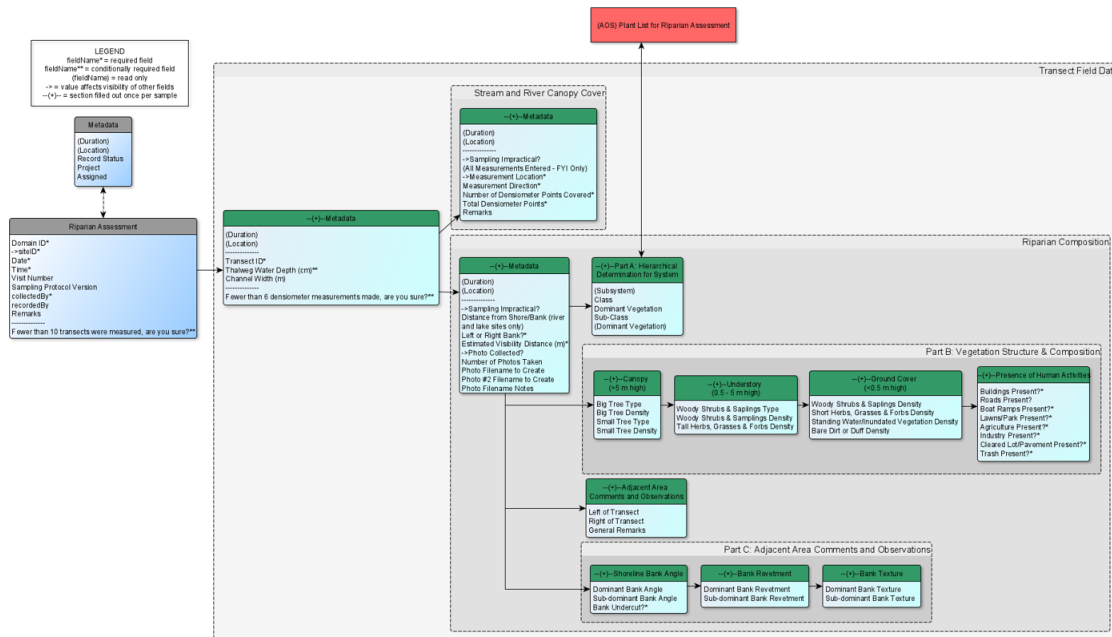 (AOS) Plant List for Riparian Assessment
LEGEND
fieldName* = required field
fieldName** = conditionally required field
(fieldName) = read only
-> = value affects visibility of other fields
--(+)-- = section filled out once per sample
Metadata
(Duration)
(Location)
Record Status
Project
Assigned
Riparian Assessment
Domain ID*
->siteID*
Date*
Time*
Visit Number
Sampling Protocol Version
collectedBy*
recordedBy
Remarks
--------------
Fewer than 10 transects were measured, are you sure?**
Transect Field Dat
--(+)--Metadata
(Duration)
(Location)
--------------
Transect ID*
Thalweg Water Depth (cm)**
Channel Width (m)
--------------
Fewer than 6 densiometer measurements made, are you sure?**
Stream and River Canopy Cover
--(+)--Metadata
(Duration)
(Location)
--------------
->Sampling Impractical?
(All Measurements Entered - FYI Only)
->Measurement Location*
Measurement Direction*
Number of Densiometer Points Covered*
Total Densiometer Points*
Remarks
Riparian Composition
--(+)--Metadata
(Duration)
(Location)
--------------
->Sampling Impractical?
Distance from Shore/Bank (river
and lake sites only)
Left or Right Bank?*
Estimated Visibility Distance (m)*
->Photo Collected?
Number of Photos Taken
Photo Filename to Create
Photo #2 Filename to Create
Photo Filename Notes
--(+)--Part A: Hierarchical
Determination for System
(Subsystem)
Class
Dominant Vegetation
Sub-Class
(Dominant Vegetation)
Part B: Vegetation Structure & Composition
--(+)--Canopy
(>5 m high)
Big Tree Type
Big Tree Density
Small Tree Type
Small Tree Density
--(+)--Understory
(0.5 - 5 m high)
Woody Shrubs & Saplings Type
Woody Shrubs & Samplings Density
Tall Herbs, Grasses & Forbs Density
--(+)--Ground Cover
(<0.5 m high)
Woody Shrubs & Saplings Density
Short Herbs, Grasses & Forbs Density
Standing Water/Inundated Vegetation Density
Bare Dirt or Duff Density
--(+)--Presence of Human Activities
Buildings Present?*
Roads Present?
Boat Ramps Present?*
Lawns/Park Present?*
Agriculture Present?*
Industry Present?*
Cleared Lot/Pavement Present?*
Trash Present?*
--(+)--Adjacent Area
Comments and Observations
Left of Transect
Right of Transect
General Remarks
Part C: Adjacent Area Comments and Observations
--(+)--Shoreline Bank Angle
Dominant Bank Angle
Sub-dominant Bank Angle
Bank Undercut?*
--(+)--Bank Revetment
Dominant Bank Revetment
Sub-dominant Bank Revetment
--(+)--Bank Texture
Dominant Bank Texture
Sub-dominant Bank Texture